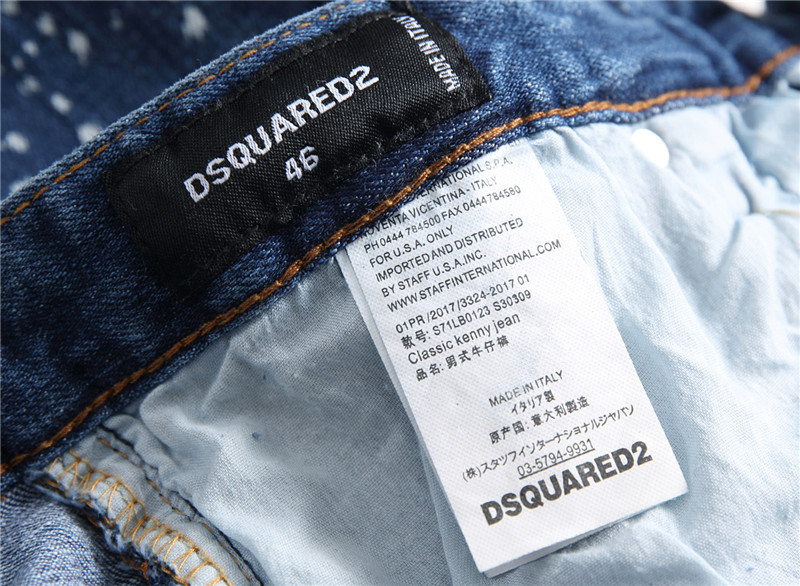 MADE IN ITALY
DSQUARED2
46
INTERNATIONAL S.P.A.
NOVENTA VICENTINA - ITALY
PH 0444 784500 FAX 0444784580
FOR U.S.A. ONLY
IMPORTED AND DISTRIBUTED
BY STAFF U.S.A.INC.
WWW.STAFFINTERNATIONAL.COM
01PR /2017/3324-2017 01
款号: S71LB0123 S30309
Classic kenny jean
品名: 男式牛仔裤
MADE IN ITALY
イタリア製
原产国: 意大利製造
(株)スタッフインターナショナルジャパン
03-5794-9931
DSQUARED2